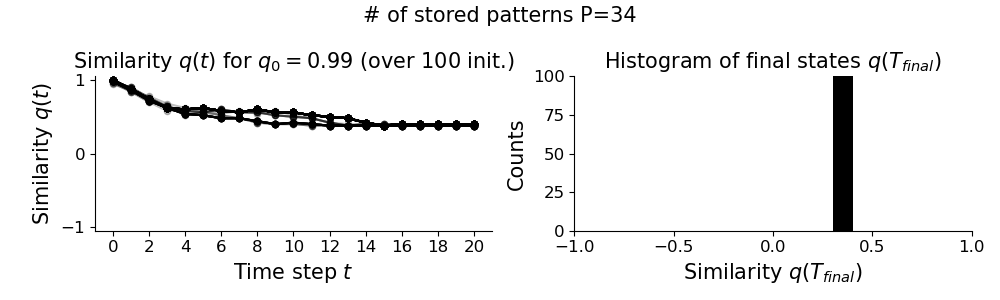 # of stored patterns P=34
Similarity q(t) for q₀ = 0.99 (over 100 init.)
Similarity q(t)
1
0
−1
0 2 4 6 8 10 12 14 16 18 20
Time step t
Histogram of final states q(T_final)
Counts
100
75
50
25
0
−1.0 −0.5 0.0 0.5 1.0
Similarity q(T_final)